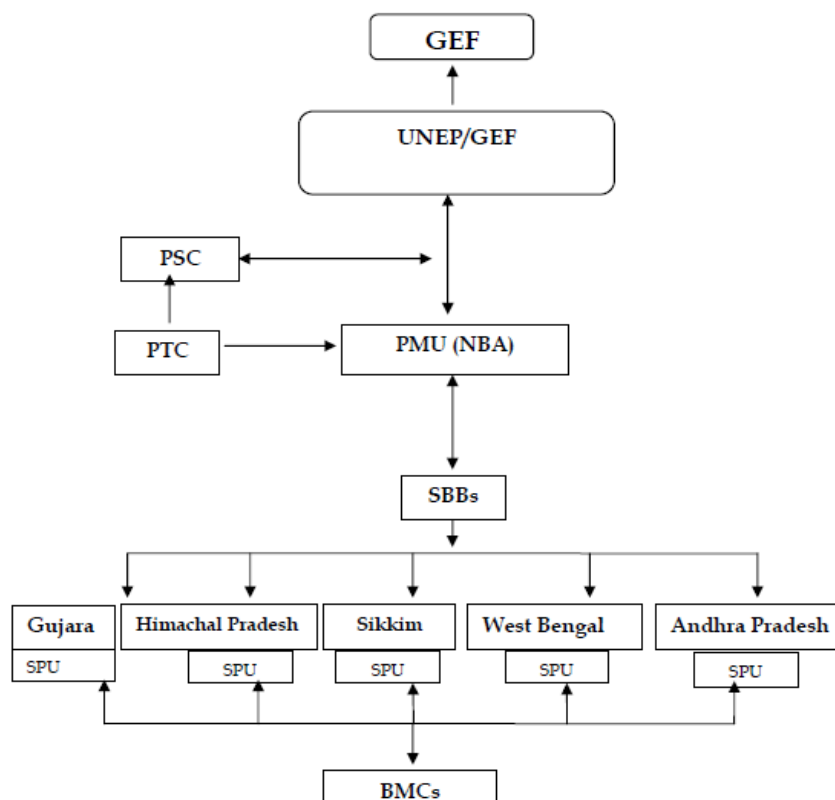 GEF
UNEP/GEF
PSC
PTC
PMU (NBA)
SBBs
Gujara
Himachal Pradesh
Sikkim
West Bengal
Andhra Pradesh
SPU
SPU
SPU
SPU
SPU
BMCs